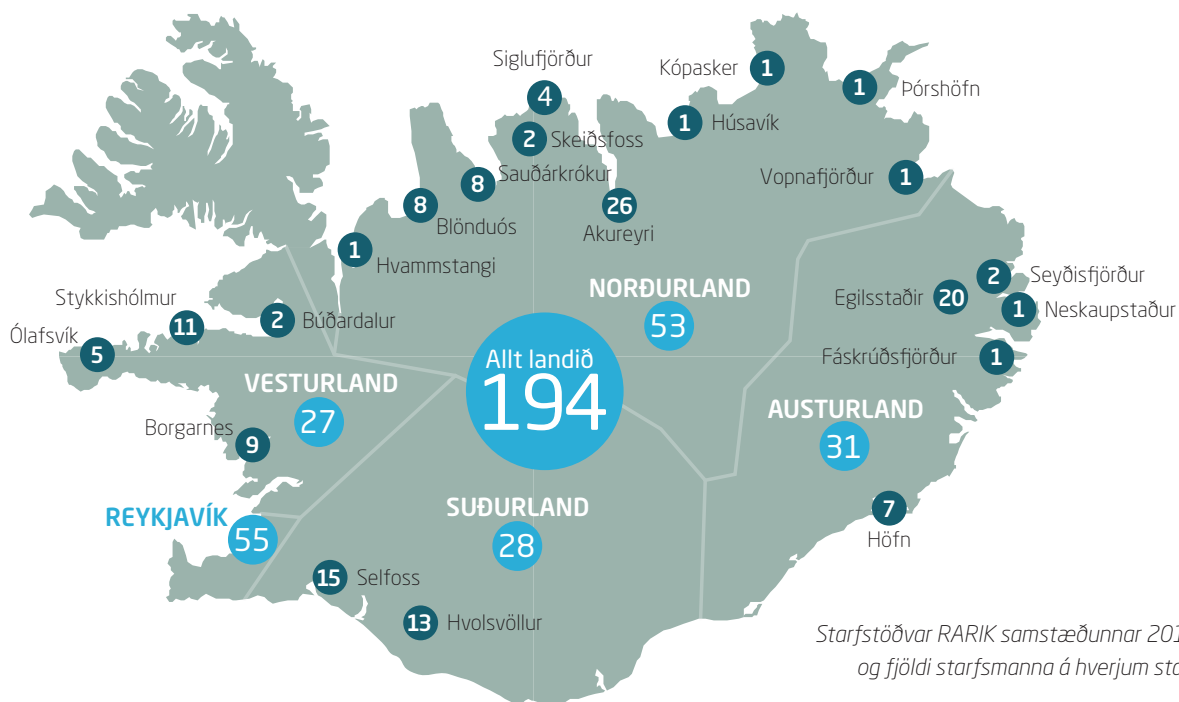 Siglufjörður
4
Kópasker
1
1
Þórshöfn
2
Skeiðsfoss
1
Húsavík
8
Sauðárkrókur
Vopnafjörður
1
8
Blönduós
26
Akureyri
1
Hvammstangi
Stykkishólmur
11
2
Búðardalur
Ólafsvík
5
NORÐURLAND
53
Egilsstaðir
20
2
Seyðisfjörður
1
Neskaupstaður
Fáskrúðsfjörður
1
Allt landið
194
VESTURLAND
27
Borgarnes
9
AUSTURLAND
31
REYKJAVÍK
55
SUÐURLAND
28
7
Höfn
15
Selfoss
13
Hvolsvöllur
Starfstöðvar RARIK samstæðunnar
og fjöldi starfsmanna á hverjum